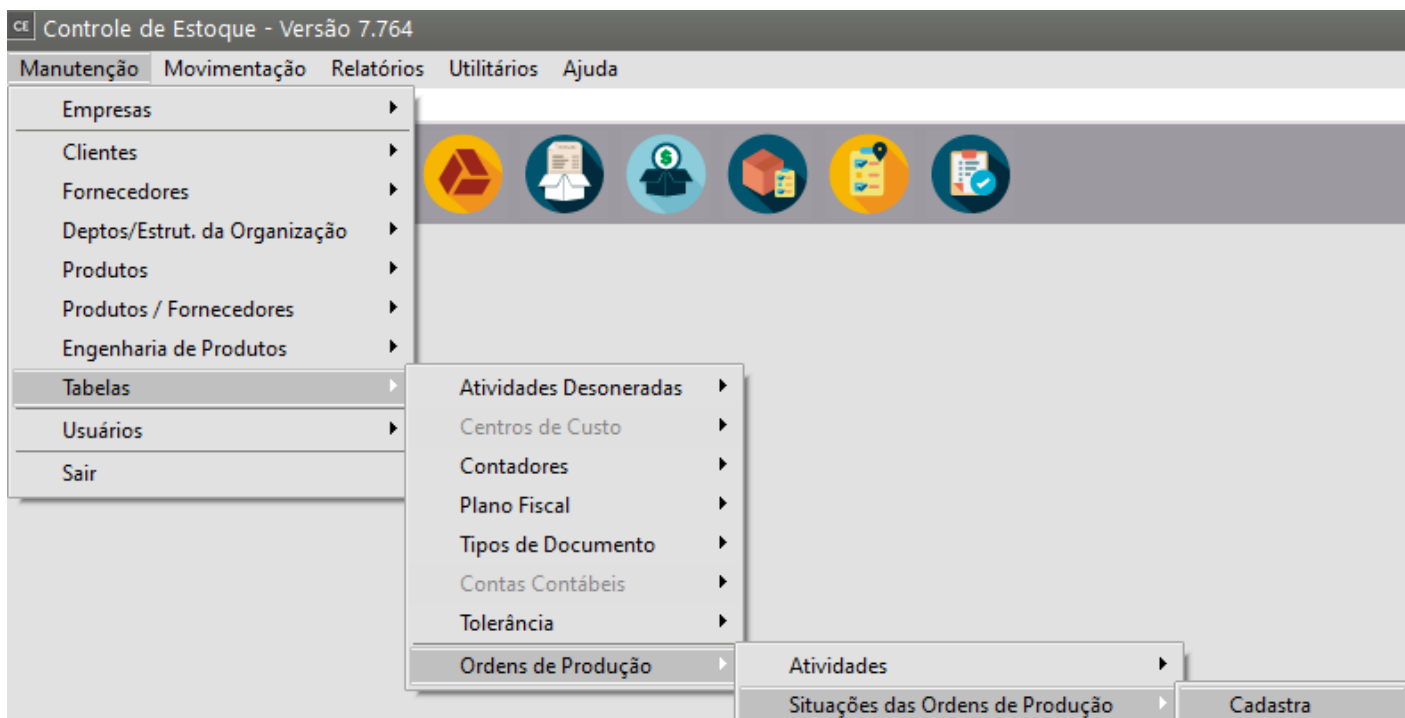 CE Controle de Estoque - Versão 7.764
Manutenção Movimentação Relatórios Utilitários Ajuda
Empresas
Clientes
Fornecedores
Deptos/Estrut. da Organização
Produtos
Produtos / Fornecedores
Engenharia de Produtos
Tabelas
Usuários
Sair
Atividades Desoneradas
Centros de Custo
Contadores
Plano Fiscal
Tipos de Documento
Contas Contábeis
Tolerância
Ordens de Produção
Atividades
Situações das Ordens de Produção
Cadastra